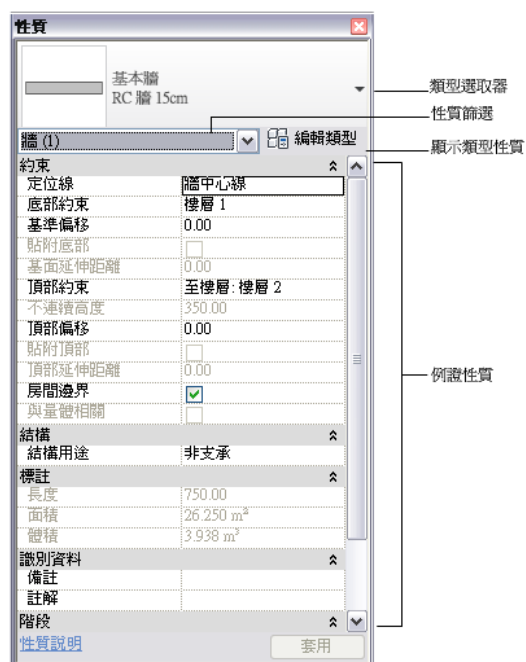 性質
基本牆
RC 牆 15cm
類型選取器
性質篩選
牆 (1)
編輯類型
顯示類型性質
約束
定位線 牆中心線
底部約束 樓層 1
基準偏移 0.00
貼附底部
基面延伸距離 0.00
頂部約束 至樓層: 樓層 2
不連續高度 350.00
頂部偏移 0.00
貼附頂部
頂部延伸距離 0.00
例證性質
房間邊界
與量體相關
結構
結構用途 非支承
標註
長度 750.00
面積 26.250 m²
體積 3.938 m³
識別資料
備註
註解
階段
性質說明 套用